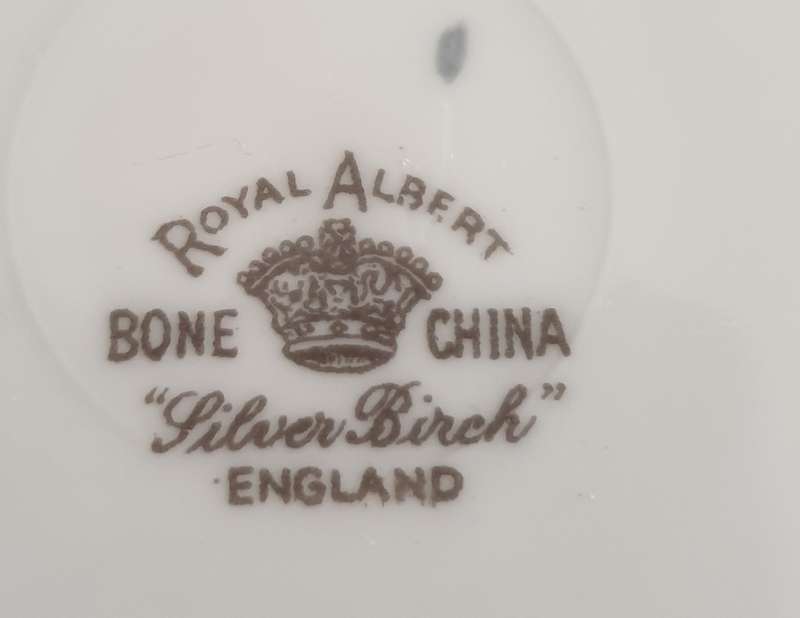 ROYAL ALBERT
BONE CHINA
"Silver Birch"
ENGLAND